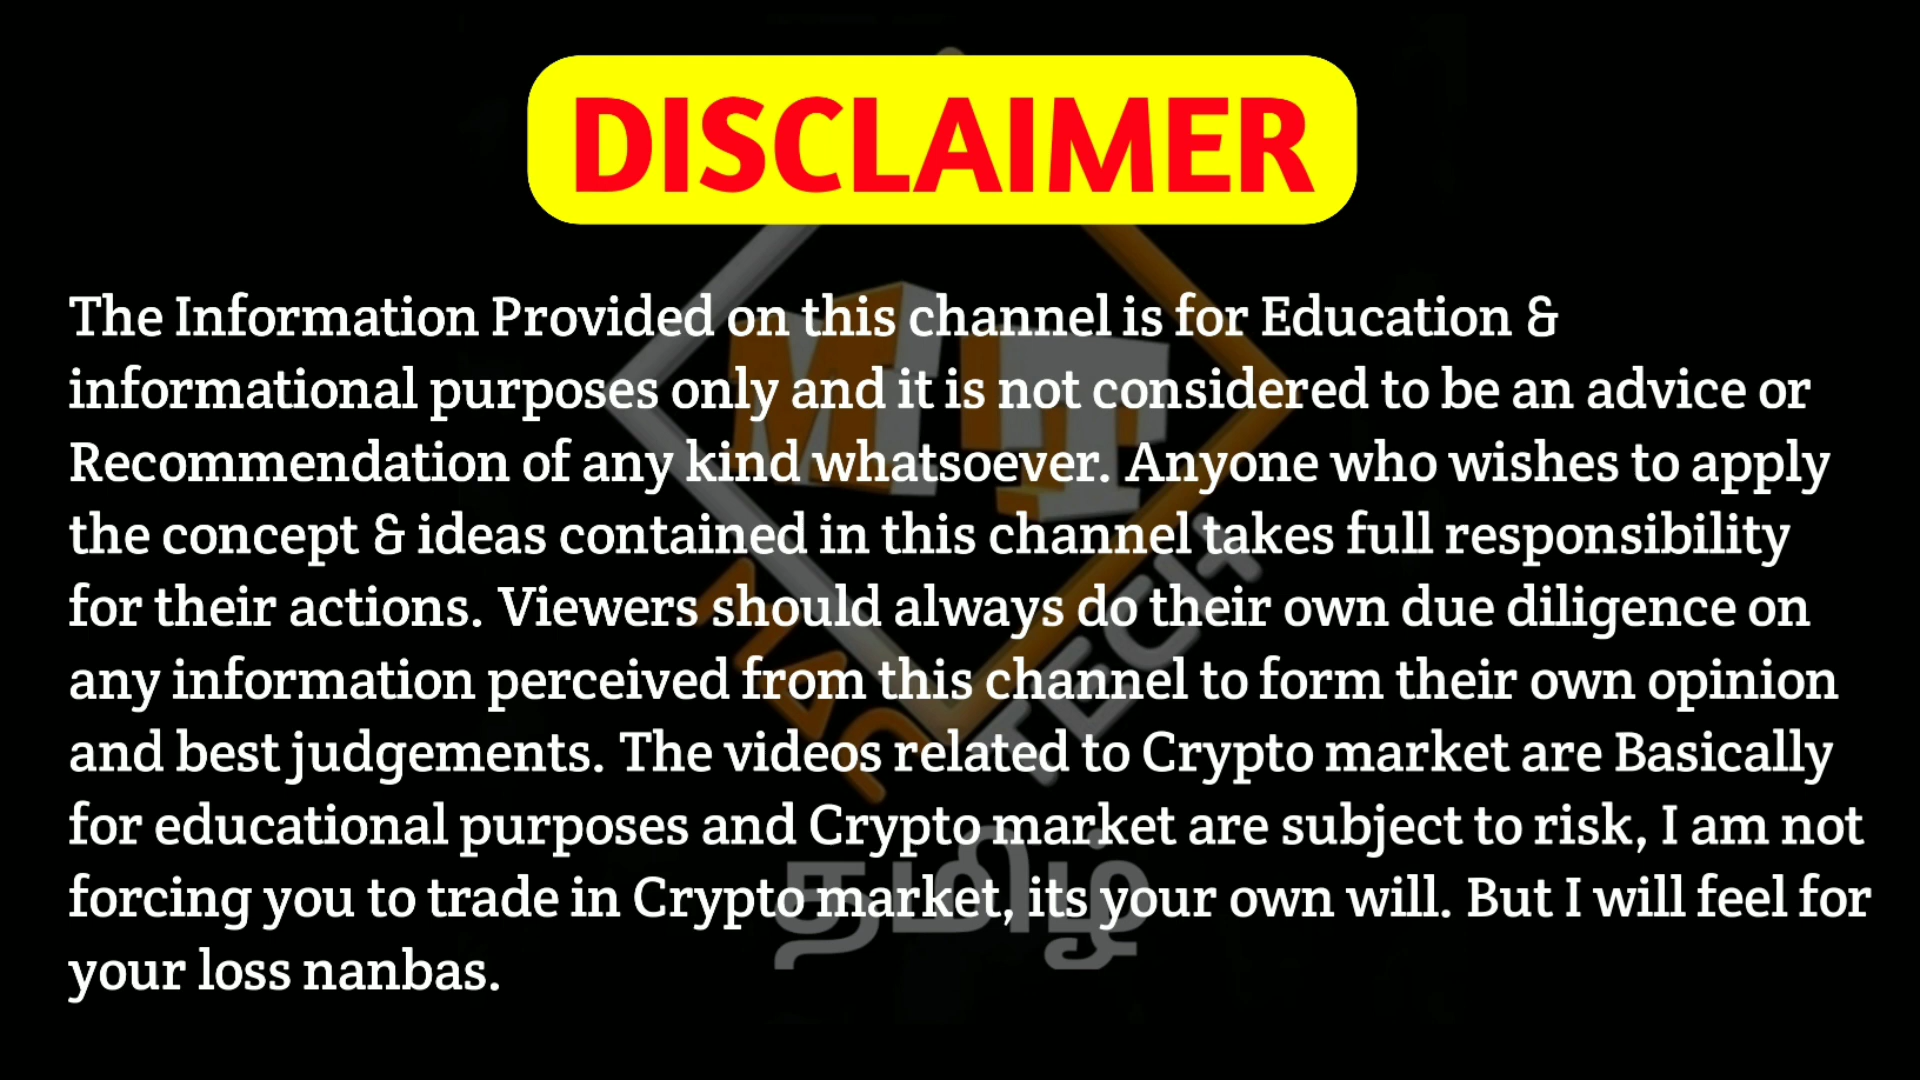 DISCLAIMER
The Information Provided on this channel is for Education &
informational purposes only and it is not considered to be an advice or
Recommendation of any kind whatsoever. Anyone who wishes to apply
the concept & ideas contained in this channel takes full responsibility
for their actions. Viewers should always do their own due diligence on
any information perceived from this channel to form their own opinion
and best judgements. The videos related to Crypto market are Basically
for educational purposes and Crypto market are subject to risk, I am not
forcing you to trade in Crypto market, its your own will. But I will feel for
your loss nanbas.
MT
TECH
தமிழ்